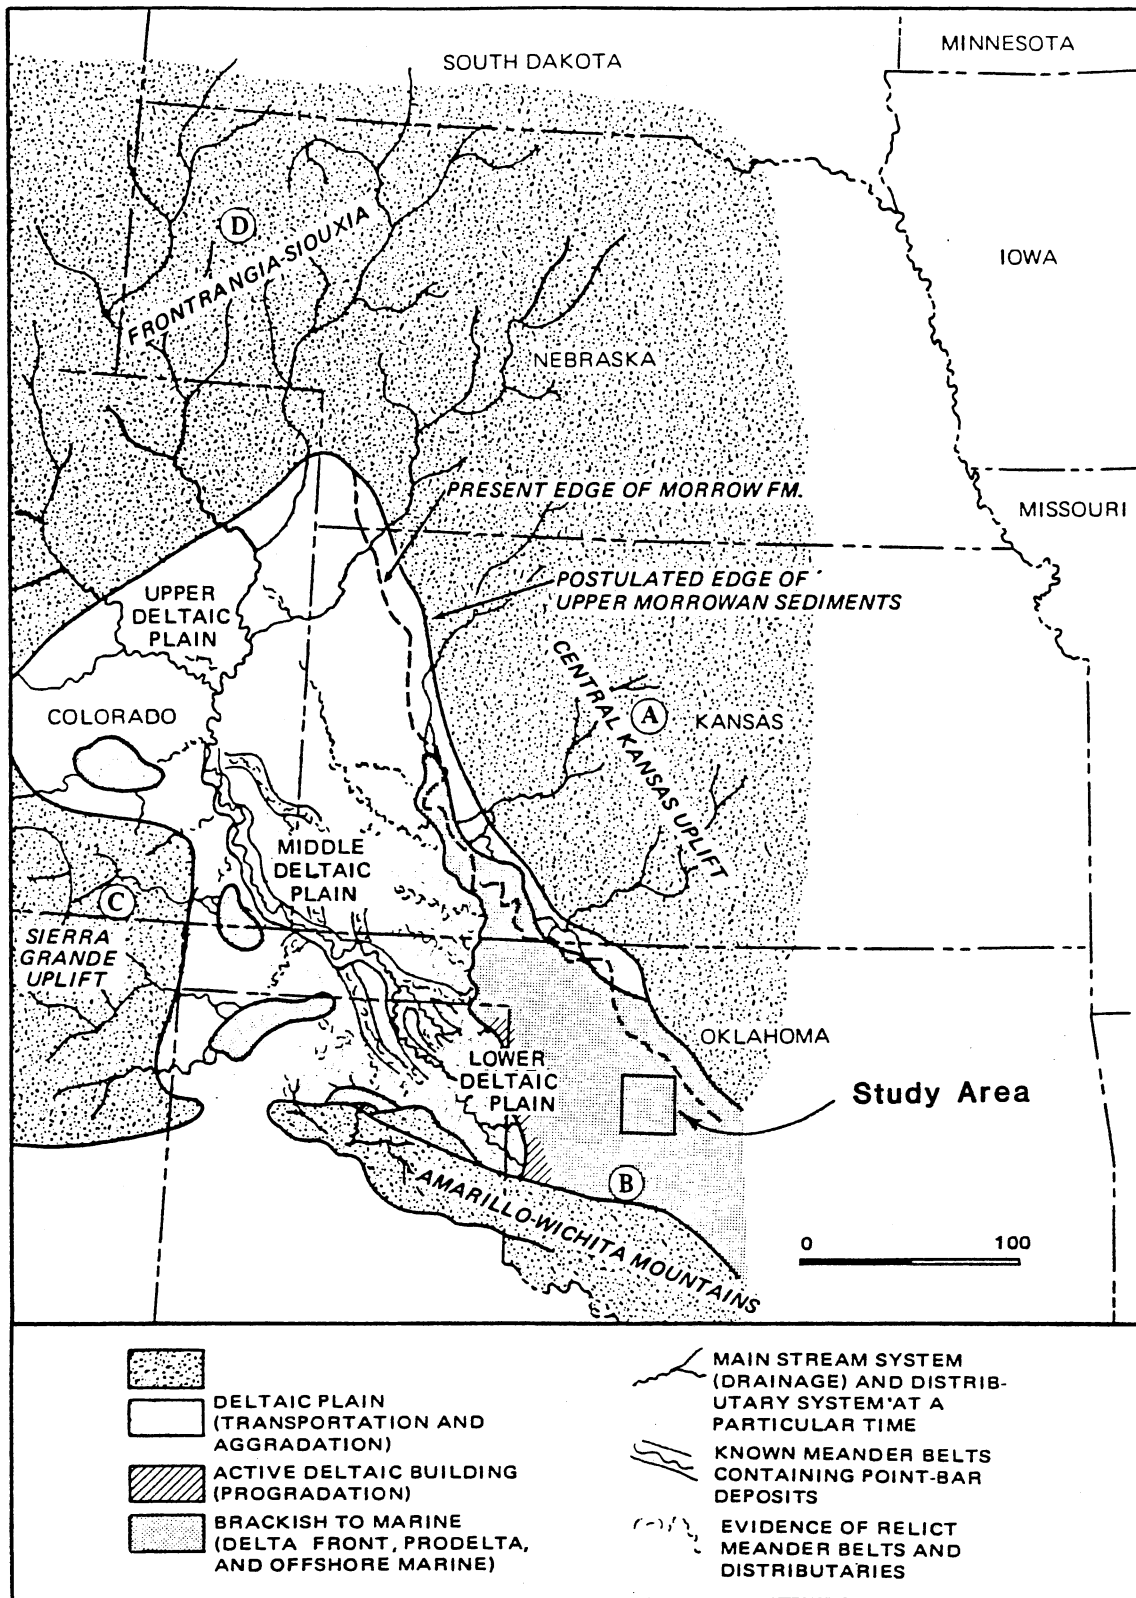 SOUTH DAKOTA
MINNESOTA
IOWA
D
FRONTRANGIA-SIOUXIA
NEBRASKA
PRESENT EDGE OF MORROW FM.
MISSOURI
POSTULATED EDGE OF
UPPER MORROWAN SEDIMENTS
UPPER
DELTAIC
PLAIN
CENTRAL KANSAS UPLIFT
A
KANSAS
COLORADO
MIDDLE
DELTAIC
PLAIN
C
SIERRA
GRANDE
UPLIFT
OKLAHOMA
LOWER
DELTAIC
PLAIN
Study Area
B
AMARILLO-WICHITA MOUNTAINS
0 100
DELTAIC PLAIN
(TRANSPORTATION AND
AGGRADATION)
ACTIVE DELTAIC BUILDING
(PROGRADATION)
BRACKISH TO MARINE
(DELTA FRONT, PRODELTA,
AND OFFSHORE MARINE)
MAIN STREAM SYSTEM
(DRAINAGE) AND DISTRIB-
UTARY SYSTEM AT A
PARTICULAR TIME
KNOWN MEANDER BELTS
CONTAINING POINT-BAR
DEPOSITS
EVIDENCE OF RELICT
MEANDER BELTS AND
DISTRIBUTARIES